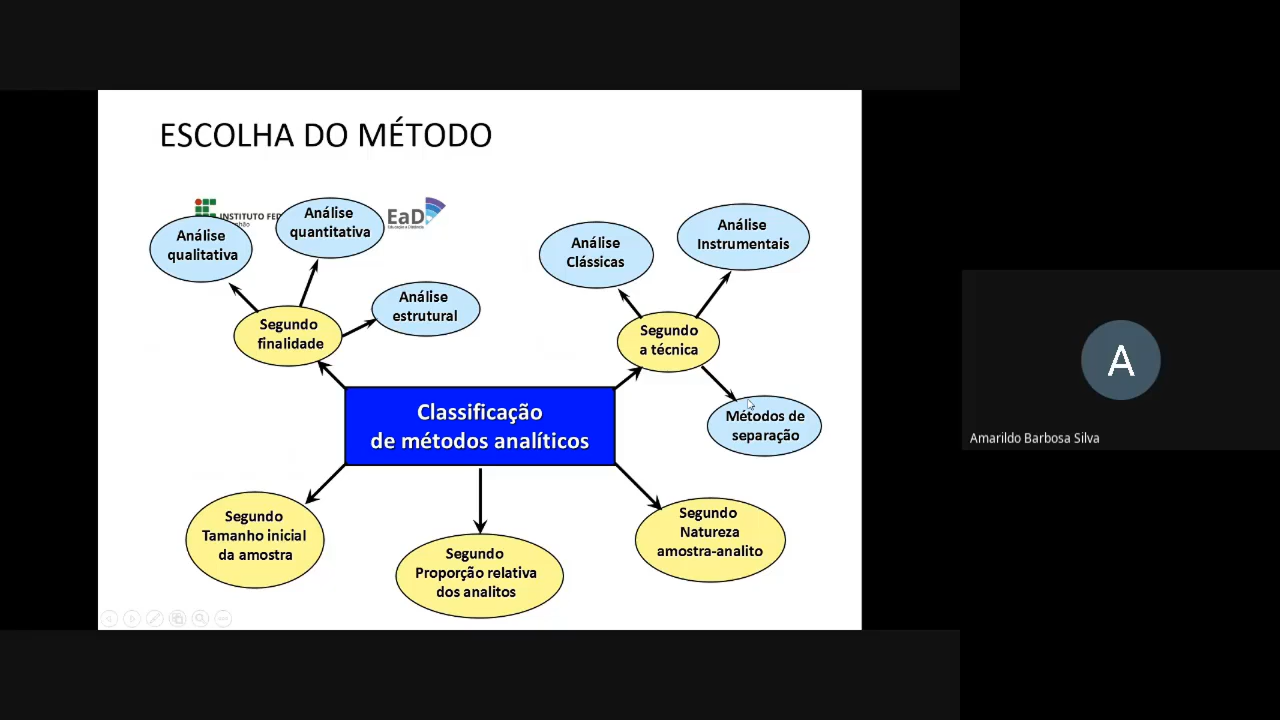 ESCOLHA DO MÉTODO
INSTITUTO FED
EaD
Análise
qualitativa
Análise
quantitativa
Análise
estrutural
Segundo
finalidade
Análise
Clássicas
Análise
Instrumentais
Segundo
a técnica
Métodos de
separação
Classificação
de métodos analíticos
Segundo
Tamanho inicial
da amostra
Segundo
Proporção relativa
dos analitos
Segundo
Natureza
amostra-analito
A
Amarildo Barbosa Silva